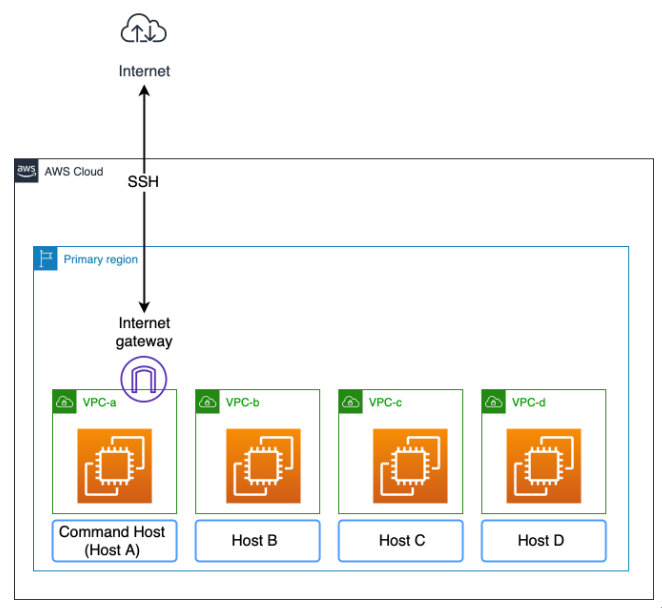 Internet
aws
AWS Cloud
SSH
Primary region
Internet
gateway
VPC-a
VPC-b
VPC-c
VPC-d
Command Host
(Host A)
Host B
Host C
Host D